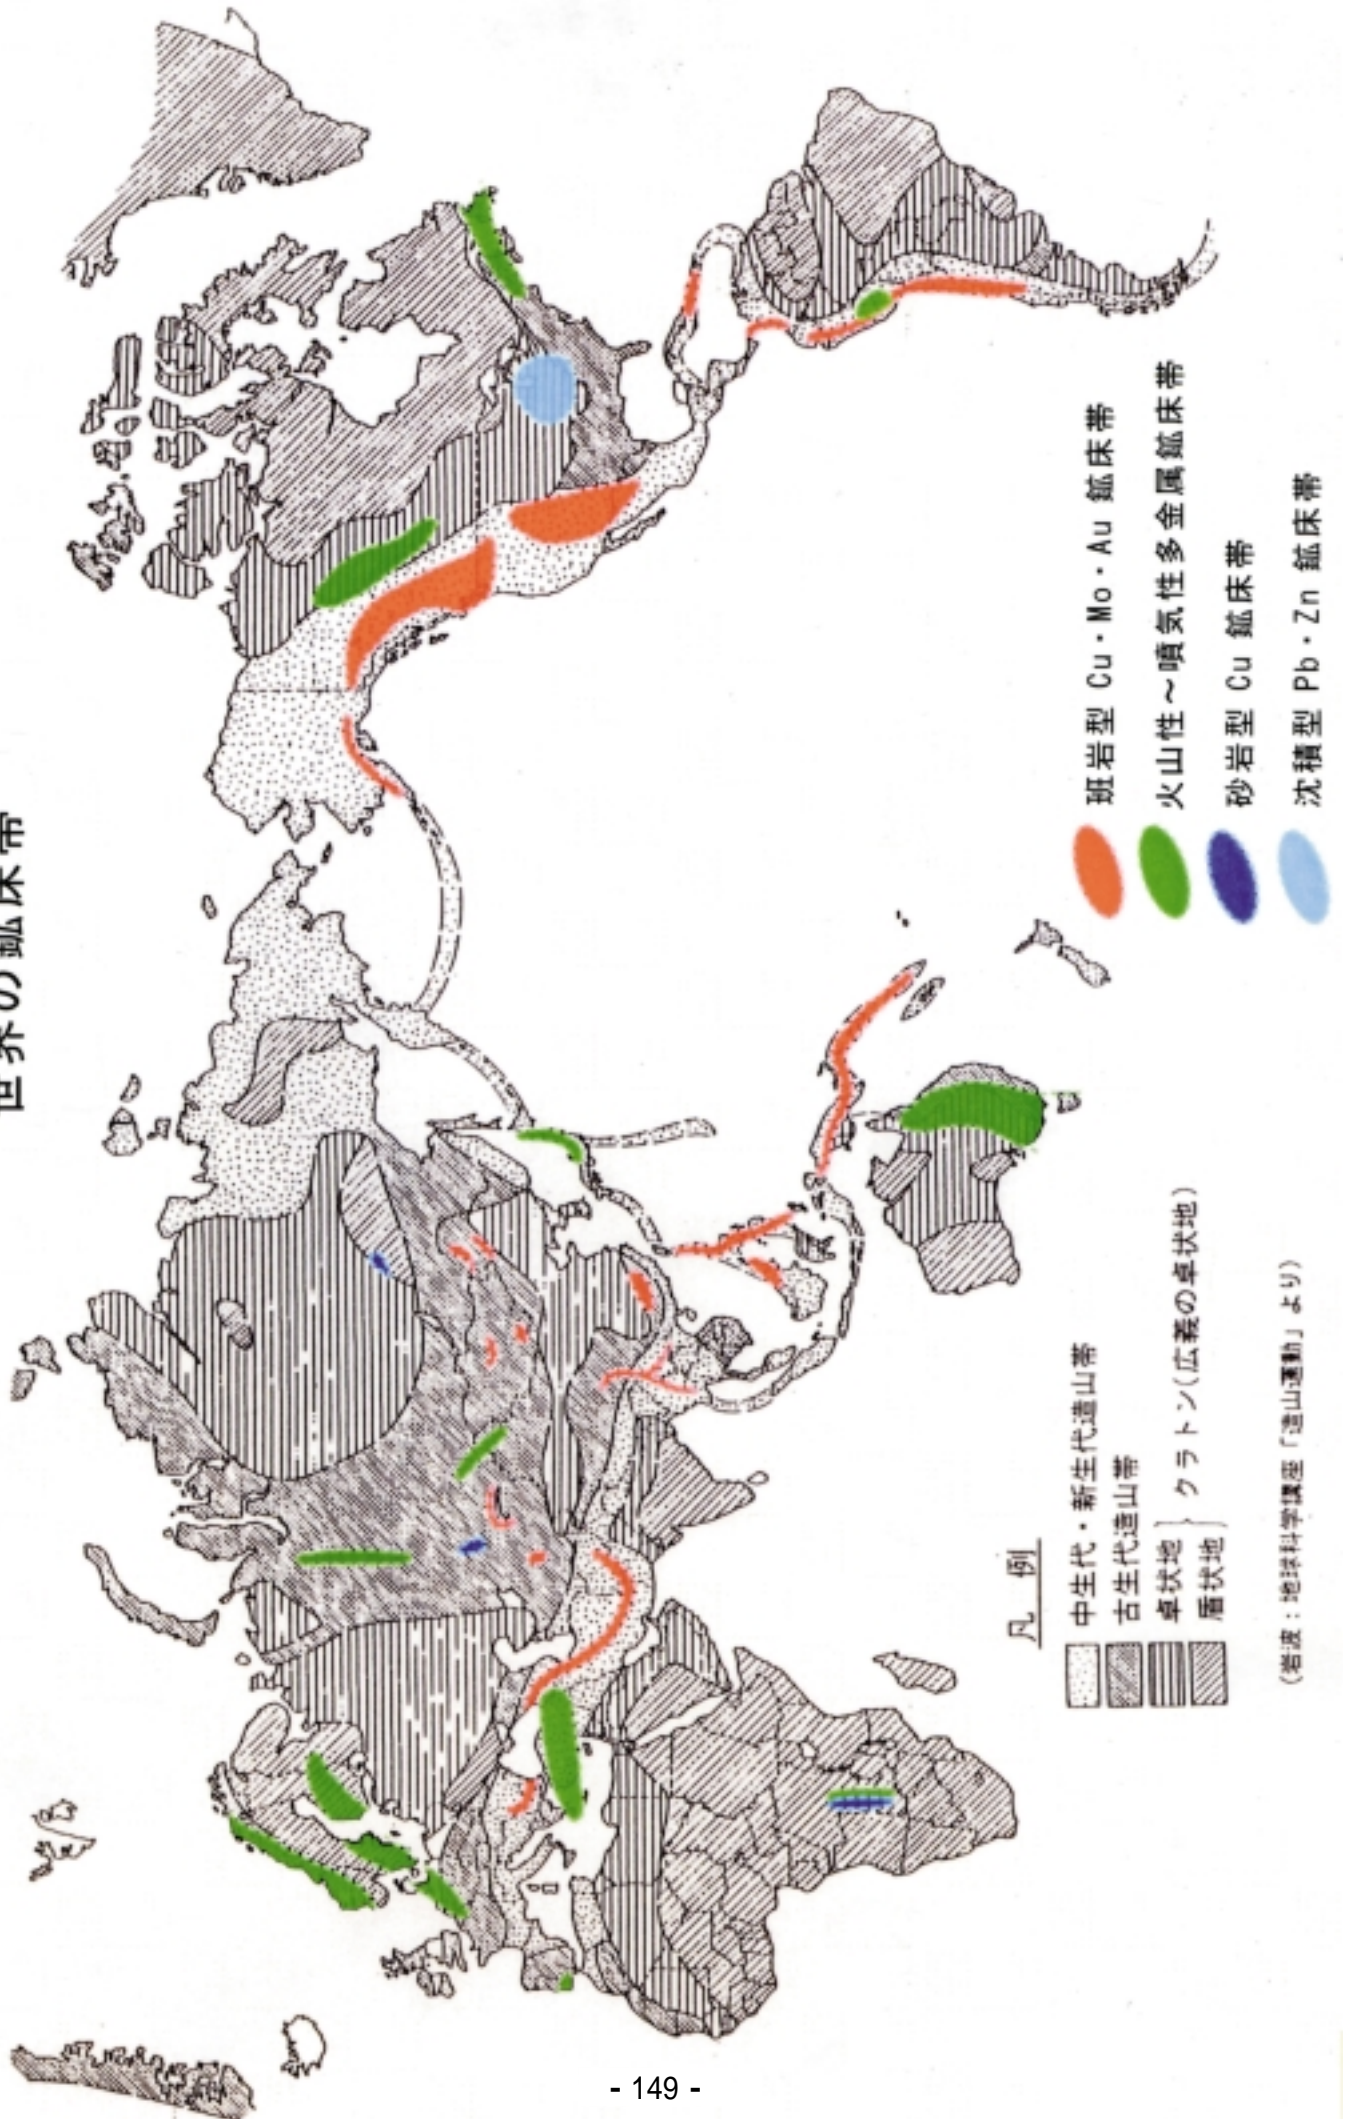 世界の鉱床帯
班岩型 Cu・Mo・Au 鉱床帯
火山性～噴気性多金属鉱床帯
砂岩型 Cu 鉱床帯
沈積型 Pb・Zn 鉱床帯
凡 例
中生代・新生代造山帯
古生代造山帯
卓状地
盾状地
クラトン(広義の卓状地)
(岩波：地球科学講座「造山運動」より)
- 149 -